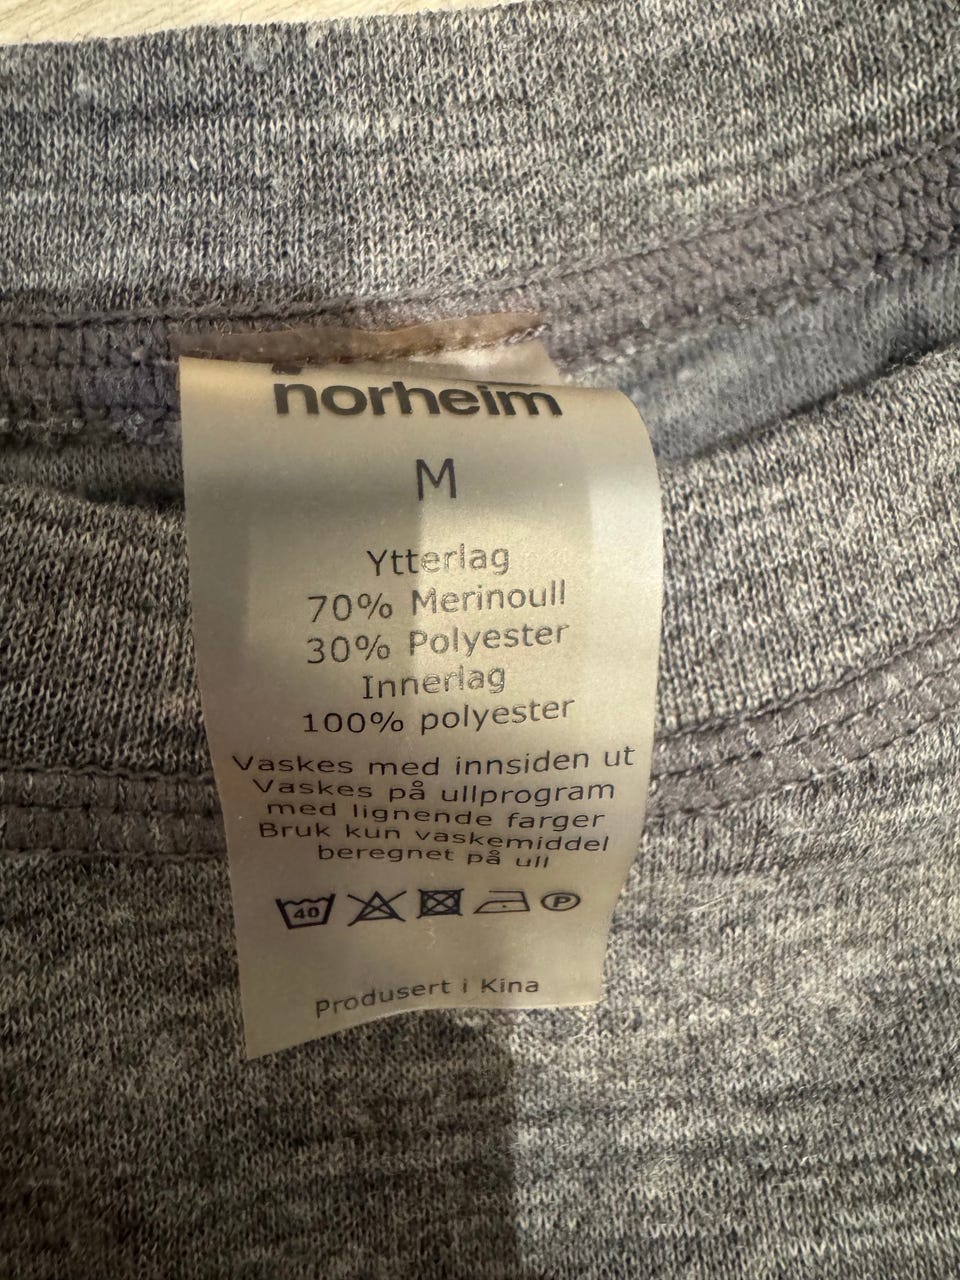 norheim
M
Ytterlag
70% Merinoull
30% Polyester
Innerlag
100% polyester
Vaskes med innsiden ut
Vaskes på ullprogram
med lignende farger
Bruk kun vaskemiddel
beregnet på ull
40 P
Produsert i Kina